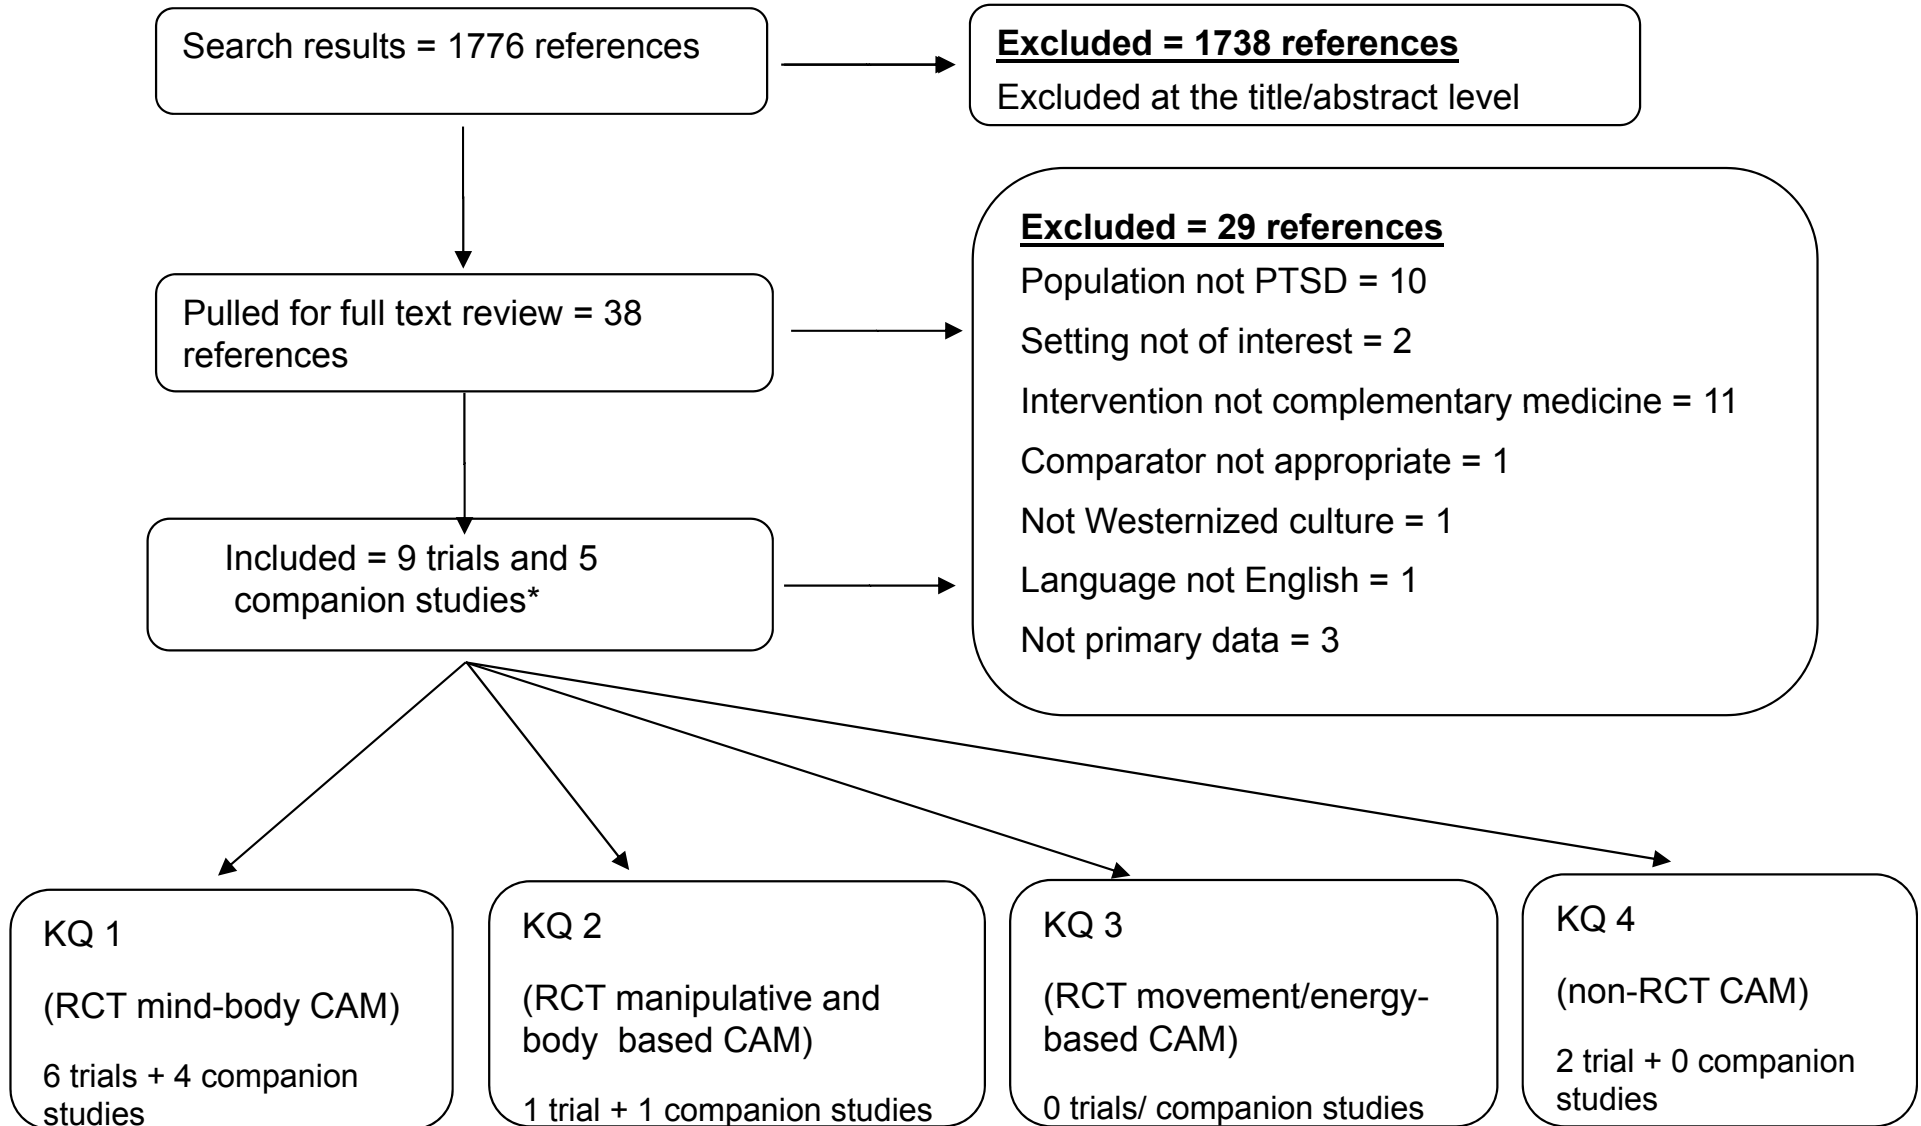 Search results = 1776 references
Excluded = 1738 references
Excluded at the title/abstract level
Pulled for full text review = 38
references
Excluded = 29 references
Population not PTSD = 10
Setting not of interest = 2
Intervention not complementary medicine = 11
Comparator not appropriate = 1
Not Westernized culture = 1
Language not English = 1
Not primary data = 3
Included = 9 trials and 5
companion studies*
KQ 1
(RCT mind-body CAM)
6 trials + 4 companion
studies
KQ 2
(RCT manipulative and
body based CAM)
1 trial + 1 companion studies
KQ 3
(RCT movement/energy-
based CAM)
0 trials/ companion studies
KQ 4
(non-RCT CAM)
2 trial + 0 companion
studies